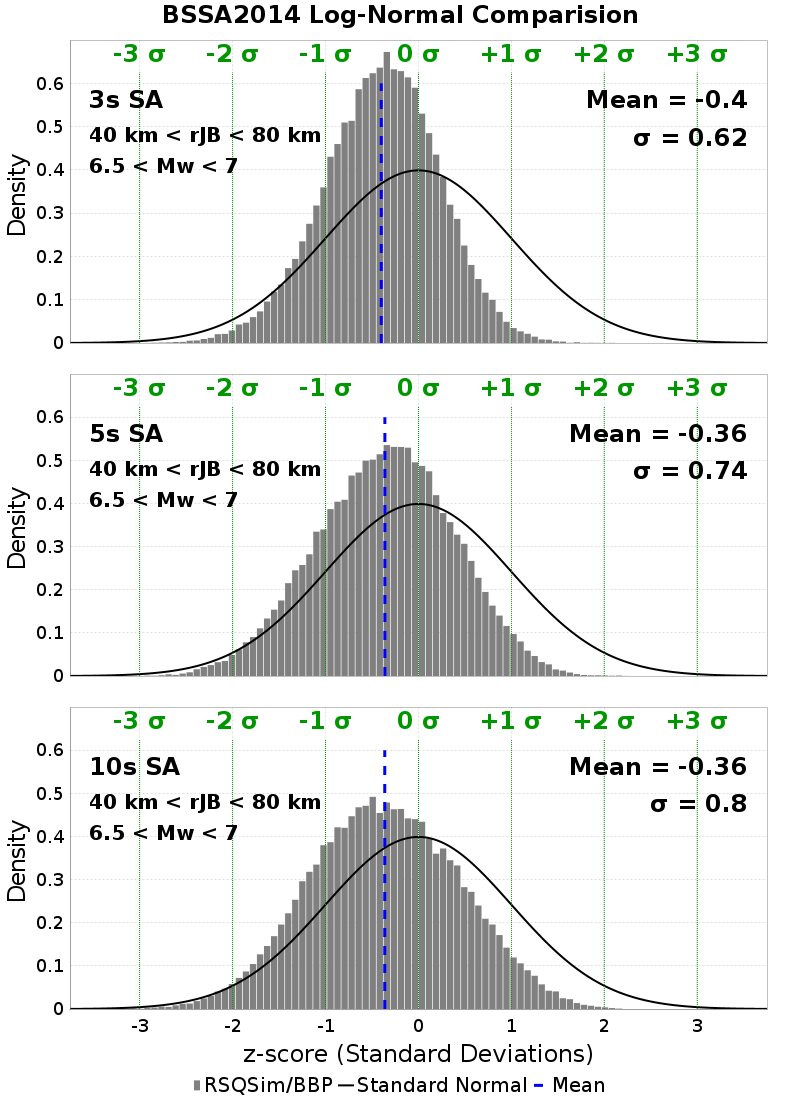 BSSA2014 Log-Normal Comparision
-3 σ -2 σ -1 σ 0 σ +1 σ +2 σ +3 σ
3s SA
40 km < rJB < 80 km
6.5 < Mw < 7
Mean = -0.4
σ = 0.62
Density
0.6
0.5
0.4
0.3
0.2
0.1
0
-3 σ -2 σ -1 σ 0 σ +1 σ +2 σ +3 σ
5s SA
40 km < rJB < 80 km
6.5 < Mw < 7
Mean = -0.36
σ = 0.74
Density
0.6
0.5
0.4
0.3
0.2
0.1
0
-3 σ -2 σ -1 σ 0 σ +1 σ +2 σ +3 σ
10s SA
40 km < rJB < 80 km
6.5 < Mw < 7
Mean = -0.36
σ = 0.8
Density
0.6
0.5
0.4
0.3
0.2
0.1
0
-3 -2 -1 0 1 2 3
z-score (Standard Deviations)
RSQSim/BBP Standard Normal Mean